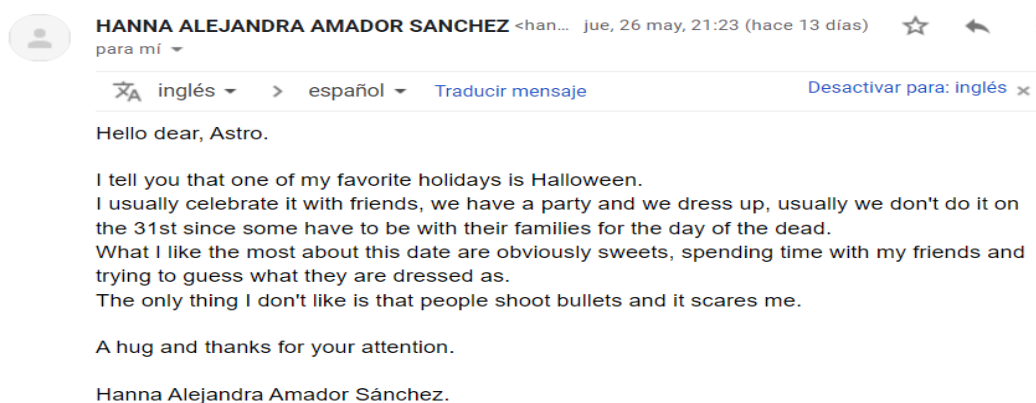 HANNA ALEJANDRA AMADOR SANCHEZ <han... jue, 26 may, 21:23 (hace 13 días)
para mí
inglés > español Traducir mensaje Desactivar para: inglés x
Hello dear, Astro.
I tell you that one of my favorite holidays is Halloween.
I usually celebrate it with friends, we have a party and we dress up, usually we don't do it on
the 31st since some have to be with their families for the day of the dead.
What I like the most about this date are obviously sweets, spending time with my friends and
trying to guess what they are dressed as.
The only thing I don't like is that people shoot bullets and it scares me.
A hug and thanks for your attention.
Hanna Alejandra Amador Sánchez.